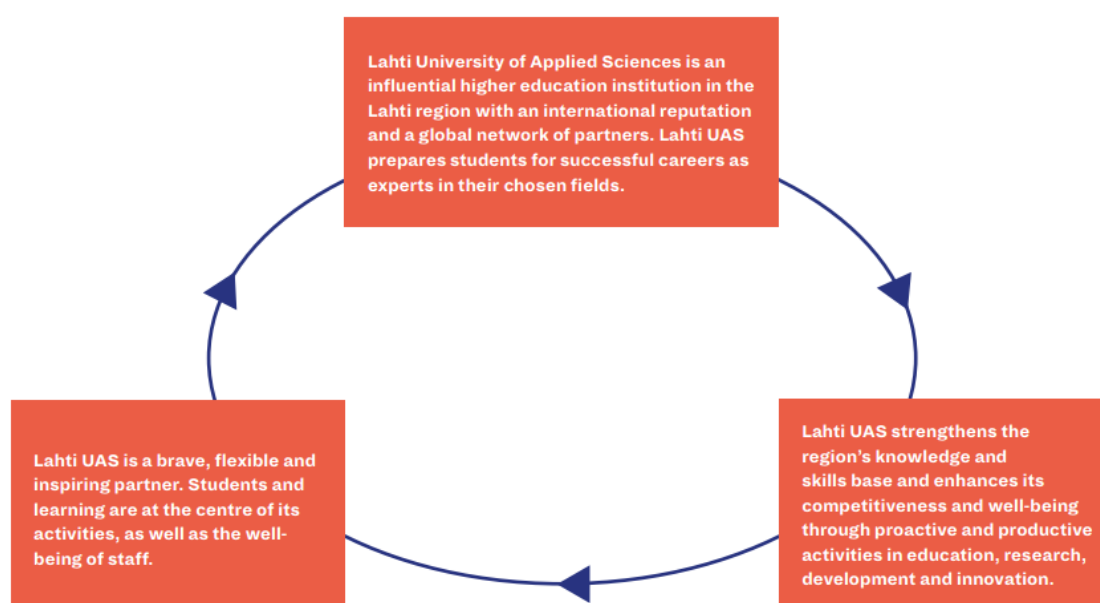 Lahti University of Applied Sciences is an
influential higher education institution in the
Lahti region with an international reputation
and a global network of partners. Lahti UAS
prepares students for successful careers as
experts in their chosen fields.
Lahti UAS is a brave, flexible and
inspiring partner. Students and
learning are at the centre of its
activities, as well as the well-
being of staff.
Lahti UAS strengthens the
region's knowledge and
skills base and enhances its
competitiveness and well-being
through proactive and productive
activities in education, research,
development and innovation.